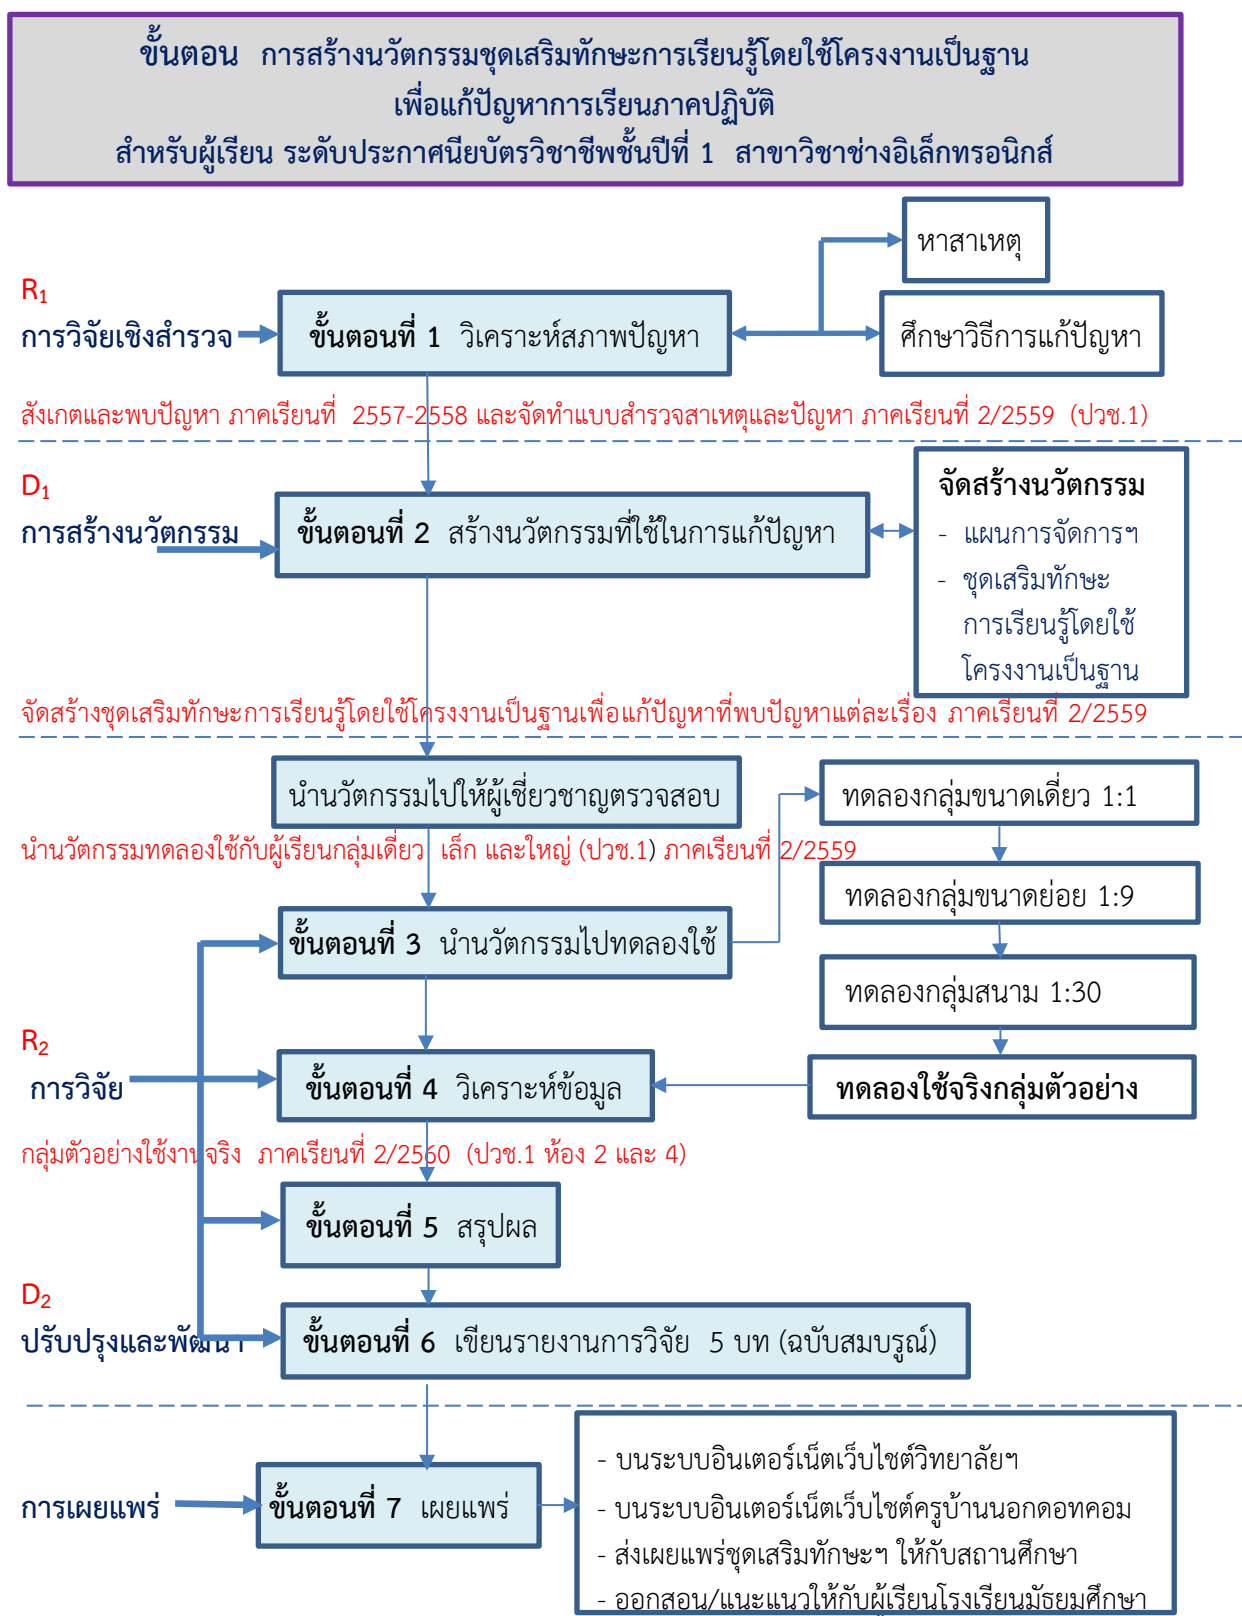 ขั้นตอน การสร้างนวัตกรรมชุดเสริมทักษะการเรียนรู้โดยใช้โครงงานเป็นฐาน
เพื่อแก้ปัญหาการเรียนภาคปฏิบัติ
สำหรับผู้เรียน ระดับประกาศนียบัตรวิชาชีพชั้นปีที่ 1 สาขาวิชาช่างอิเล็กทรอนิกส์
หาสาเหตุ
R1
การวิจัยเชิงสำรวจ
ขั้นตอนที่ 1 วิเคราะห์สภาพปัญหา
ศึกษาวิธีการแก้ปัญหา
สังเกตและพบปัญหา ภาคเรียนที่ 2557-2558 และจัดทำแบบสำรวจสาเหตุและปัญหา ภาคเรียนที่ 2/2559 (ปวช.1)
D1
การสร้างนวัตกรรม
ขั้นตอนที่ 2 สร้างนวัตกรรมที่ใช้ในการแก้ปัญหา
จัดสร้างนวัตกรรม
- แผนการจัดการฯ
- ชุดเสริมทักษะ
การเรียนรู้โดยใช้
โครงงานเป็นฐาน
จัดสร้างชุดเสริมทักษะการเรียนรู้โดยใช้โครงงานเป็นฐานเพื่อแก้ปัญหาที่พบปัญหาแต่ละเรื่อง ภาคเรียนที่ 2/2559
นำนวัตกรรมไปให้ผู้เชี่ยวชาญตรวจสอบ
ทดลองกลุ่มขนาดเดี่ยว 1:1
นำนวัตกรรมทดลองใช้กับผู้เรียนกลุ่มเดี่ยว เล็ก และใหญ่ (ปวช.1) ภาคเรียนที่ 2/2559
ทดลองกลุ่มขนาดย่อย 1:9
ขั้นตอนที่ 3 นำนวัตกรรมไปทดลองใช้
ทดลองกลุ่มสนาม 1:30
R2
การวิจัย
ขั้นตอนที่ 4 วิเคราะห์ข้อมูล
ทดลองใช้จริงกลุ่มตัวอย่าง
กลุ่มตัวอย่างใช้งานจริง ภาคเรียนที่ 2/2560 (ปวช.1 ห้อง 2 และ 4)
ขั้นตอนที่ 5 สรุปผล
D2
ปรับปรุงและพัฒนา
ขั้นตอนที่ 6 เขียนรายงานการวิจัย 5 บท (ฉบับสมบรูณ์)
การเผยแพร่
ขั้นตอนที่ 7 เผยแพร่
- บนระบบอินเตอร์เน็ตเว็บไซต์วิทยาลัยฯ
- บนระบบอินเตอร์เน็ตเว็บไซต์ครูบ้านนอกดอทคอม
- ส่งเผยแพร่ชุดเสริมทักษะฯ ให้กับสถานศึกษา
- ออกสอน/แนะแนวให้กับผู้เรียนโรงเรียนมัธยมศึกษา